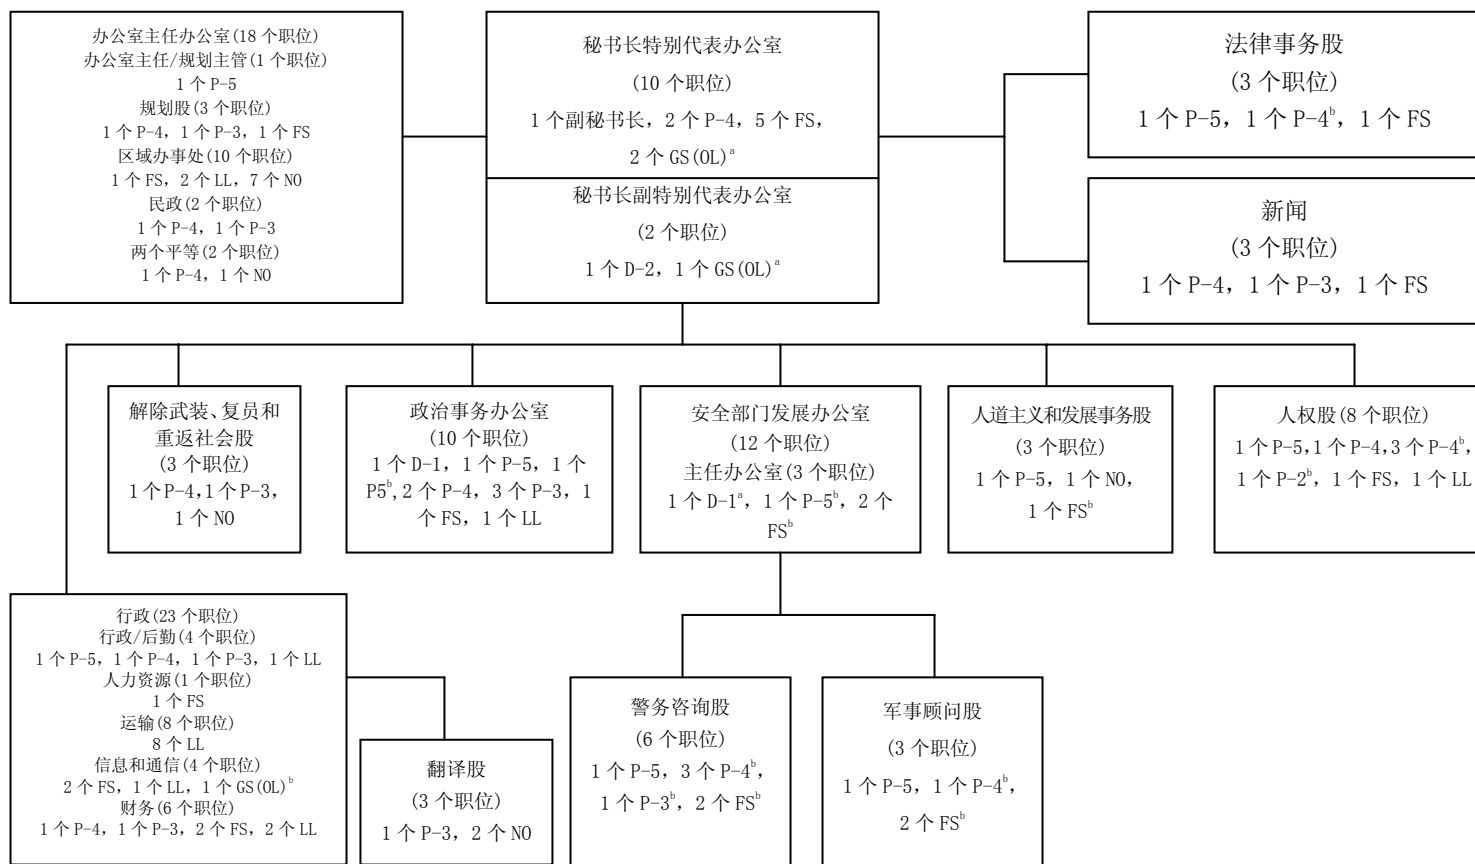 办公室主任办公室(18 个职位)
办公室主任/规划主管(1 个职位)
1 个 P-5
规划股(3 个职位)
1 个 P-4, 1 个 P-3, 1 个 FS
区域办事处(10 个职位)
1 个 FS, 2 个 LL, 7 个 NO
民政(2 个职位)
1 个 P-4, 1 个 P-3
两个平等(2 个职位)
1 个 P-4, 1 个 NO
秘书长特别代表办公室
(10 个职位)
1 个副秘书长, 2 个 P-4, 5 个 FS,
2 个 GS(OL)ᵃ
秘书长副特别代表办公室
(2 个职位)
1 个 D-2, 1 个 GS(OL)ᵃ
法律事务股
(3 个职位)
1 个 P-5, 1 个 P-4ᵇ, 1 个 FS
新闻
(3 个职位)
1 个 P-4, 1 个 P-3, 1 个 FS
解除武装、复员和
重返社会股
(3 个职位)
1 个 P-4, 1 个 P-3,
1 个 NO
政治事务办公室
(10 个职位)
1 个 D-1, 1 个 P-5, 1 个
P5ᵇ, 2 个 P-4, 3 个 P-3, 1
个 FS, 1 个 LL
安全部门发展办公室
(12 个职位)
主任办公室(3 个职位)
1 个 D-1ᵃ, 1 个 P-5ᵇ, 2 个
FSᵇ
人道主义和发展事务股
(3 个职位)
1 个 P-5, 1 个 NO,
1 个 FSᵇ
人权股(8 个职位)
1 个 P-5, 1 个 P-4, 3 个 P-4ᵇ,
1 个 P-2ᵇ, 1 个 FS, 1 个 LL
行政(23 个职位)
行政/后勤(4 个职位)
1 个 P-5, 1 个 P-4, 1 个 P-3, 1 个 LL
人力资源(1 个职位)
1 个 FS
运输(8 个职位)
8 个 LL
信息和通信(4 个职位)
2 个 FS, 1 个 LL, 1 个 GS(OL)ᵇ
财务(6 个职位)
1 个 P-4, 1 个 P-3, 2 个 FS, 2 个 LL
翻译股
(3 个职位)
1 个 P-3, 2 个 NO
警务咨询股
(6 个职位)
1 个 P-5, 3 个 P-4ᵇ,
1 个 P-3ᵇ, 2 个 FSᵇ
军事顾问股
(3 个职位)
1 个 P-5, 1 个 P-4ᵇ,
2 个 FSᵇ